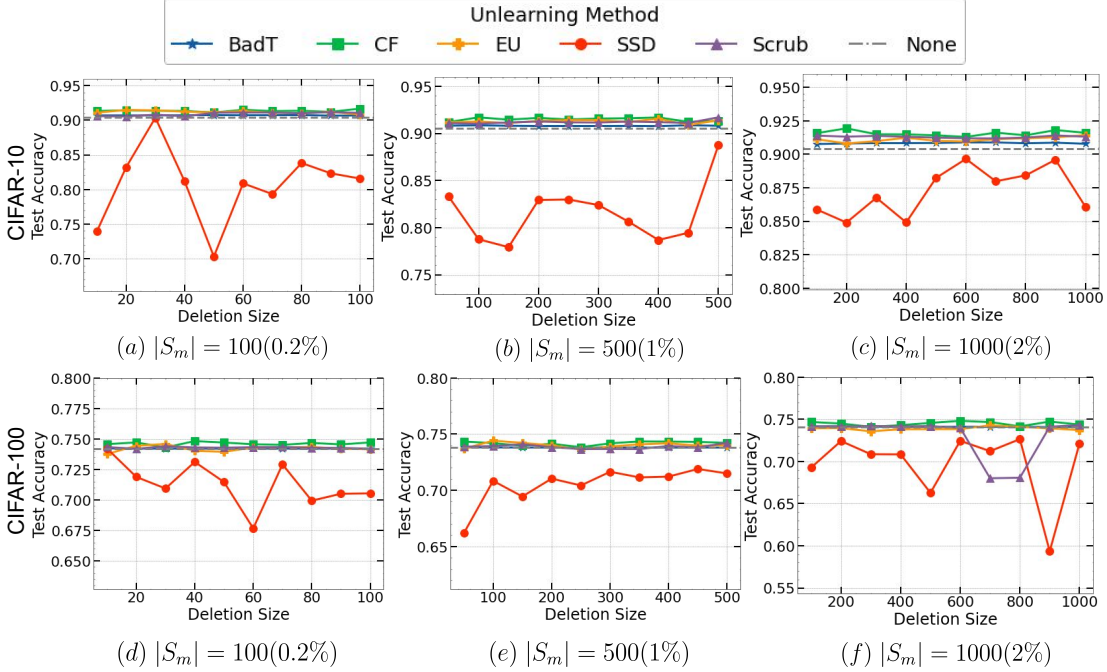 Unlearning Method
BadT CF EU SSD Scrub None
CIFAR-10
Test Accuracy
0.95
0.90
0.85
0.80
0.75
0.70
20 40 60 80 100
Deletion Size
(a) |S_m| = 100(0.2%)
Test Accuracy
0.95
0.90
0.85
0.80
0.75
100 200 300 400 500
Deletion Size
(b) |S_m| = 500(1%)
Test Accuracy
0.950
0.925
0.900
0.875
0.850
0.825
0.800
200 400 600 800 1000
Deletion Size
(c) |S_m| = 1000(2%)
CIFAR-100
Test Accuracy
0.800
0.775
0.750
0.725
0.700
0.675
0.650
20 40 60 80 100
Deletion Size
(d) |S_m| = 100(0.2%)
Test Accuracy
0.80
0.75
0.70
0.65
100 200 300 400 500
Deletion Size
(e) |S_m| = 500(1%)
Test Accuracy
0.80
0.75
0.70
0.65
0.60
0.55
200 400 600 800 1000
Deletion Size
(f) |S_m| = 1000(2%)